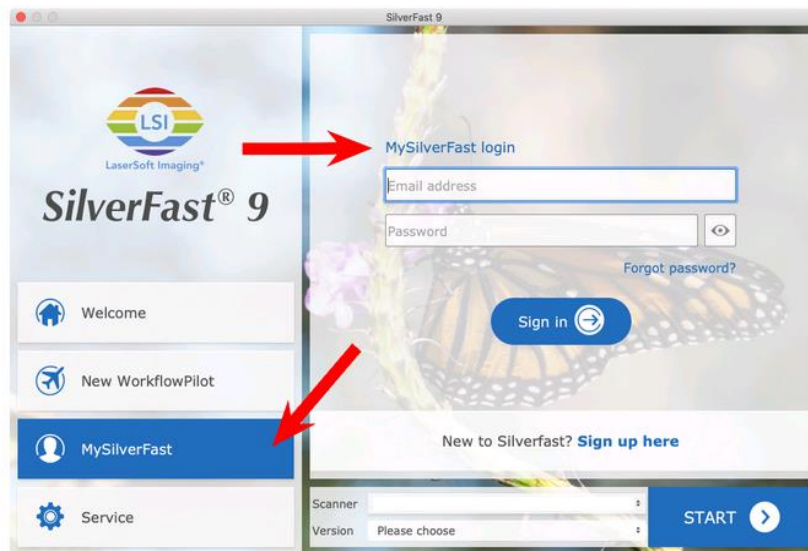 SilverFast 9
LSI
LaserSoft Imaging®
SilverFast® 9
Welcome
New WorkflowPilot
MySilverFast
Service
MySilverFast login
Email address
Password
Forgot password?
Sign in
New to Silverfast? Sign up here
Scanner
Version Please choose
START